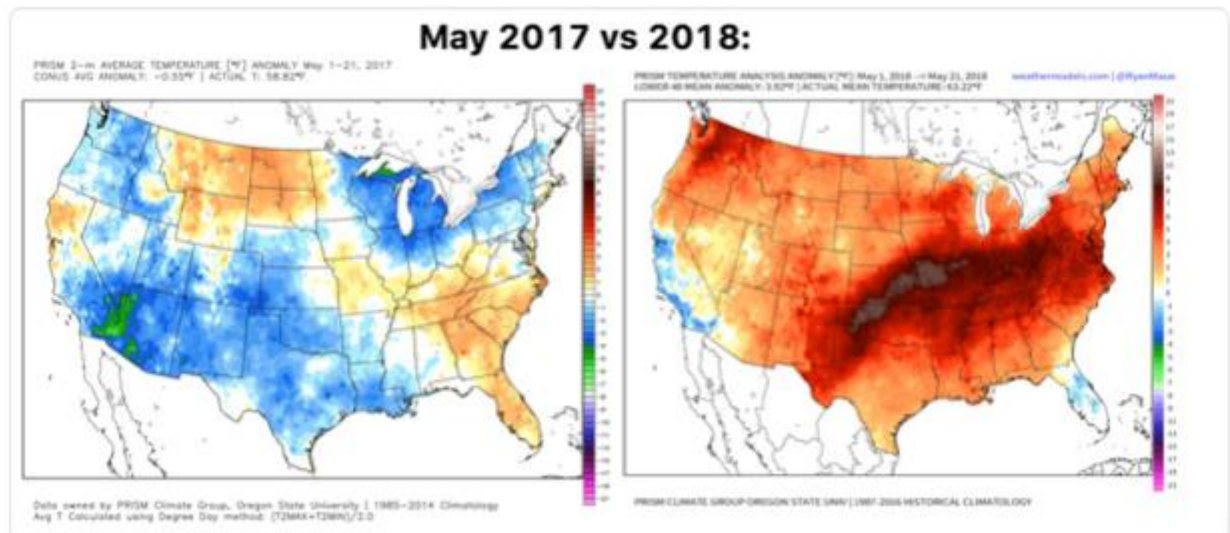 May 2017 vs 2018:
PRISM 2-m AVERAGE TEMPERATURE [°F] ANOMALY May 1-21, 2017
CONUS AVG ANOMALY: -0.55°F | ACTUAL T: 58.82°F
PRISM TEMPERATURE ANALYSIS ANOMALY (°F): May 1, 2018 -> May 21, 2018
weathermodels.com | @RyanMaue
LOWER-48 MEAN ANOMALY: 3.92°F | ACTUAL MEAN TEMPERATURE: 63.22°F
Data owned by PRISM Climate Group, Oregon State University | 1985-2014 Climatology
Avg T Calculated using Degree Day method: (T2MAX+T2MIN)/2.0
PRISM CLIMATE GROUP OREGON STATE UNIV | 1987-2016 HISTORICAL CLIMATOLOGY